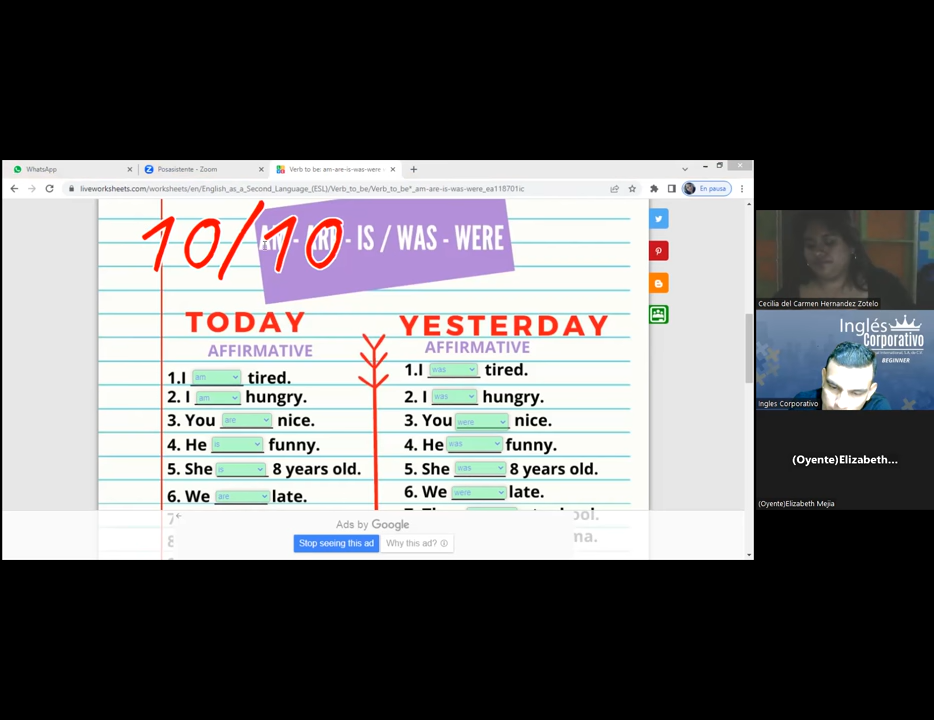 WhatsApp
Posasistente - Zoom
Verb to be: am-are-is-was-were -
liveworksheets.com/worksheets/en/English_as_a_Second_Language_(ESL)/Verb_to_be/Verb_to_be*_am-are-is-was-were_ea118701ic
En pausa
10/10
AM - ARE - IS / WAS - WERE
TODAY
AFFIRMATIVE
1.I am tired.
2. I am hungry.
3. You are nice.
4. He is funny.
5. She is 8 years old.
6. We are late.
7
8
YESTERDAY
AFFIRMATIVE
1.I was tired.
2. I was hungry.
3. You were nice.
4. He was funny.
5. She was 8 years old.
6. We were late.
Ads by Google
Stop seeing this ad
Why this ad?
Cecilia del Carmen Hernandez Zotelo
Inglés
Corporativo
BEGINNER
Ingles Corporativo
(Oyente)Elizabeth...
(Oyente)Elizabeth Mejia